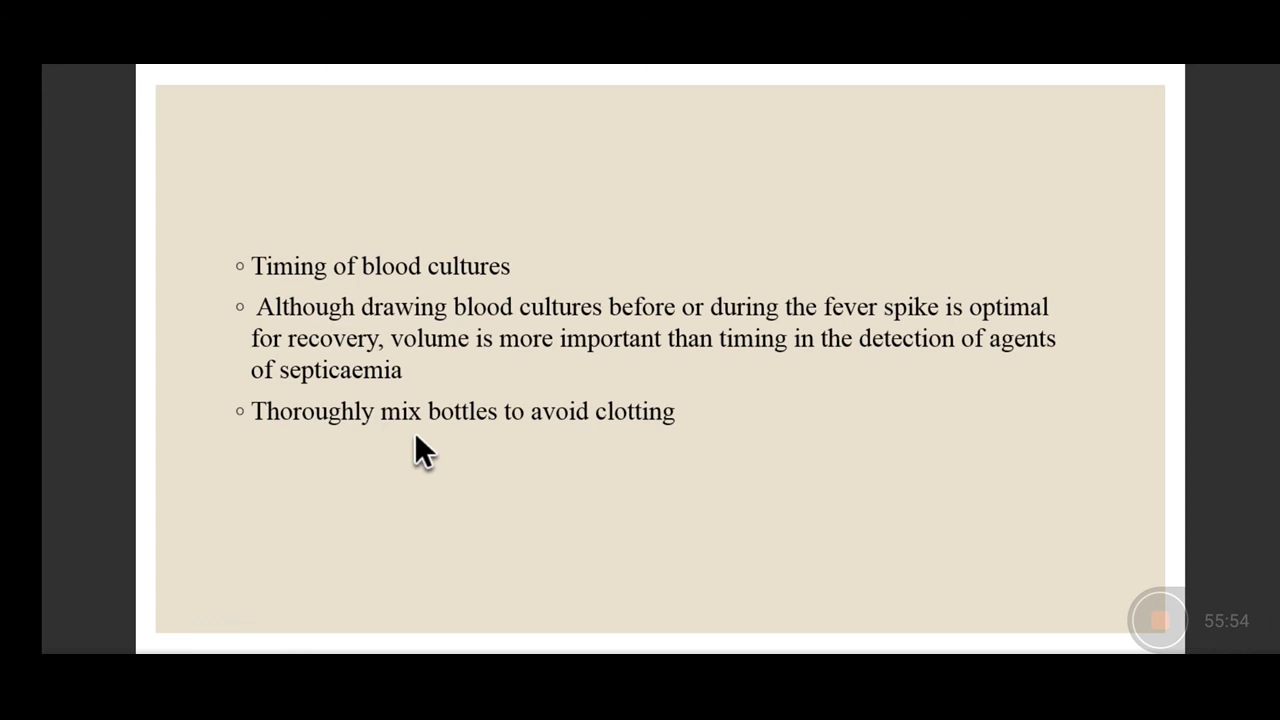 Timing of blood cultures
Although drawing blood cultures before or during the fever spike is optimal
for recovery, volume is more important than timing in the detection of agents
of septicaemia
Thoroughly mix bottles to avoid clotting
55:54